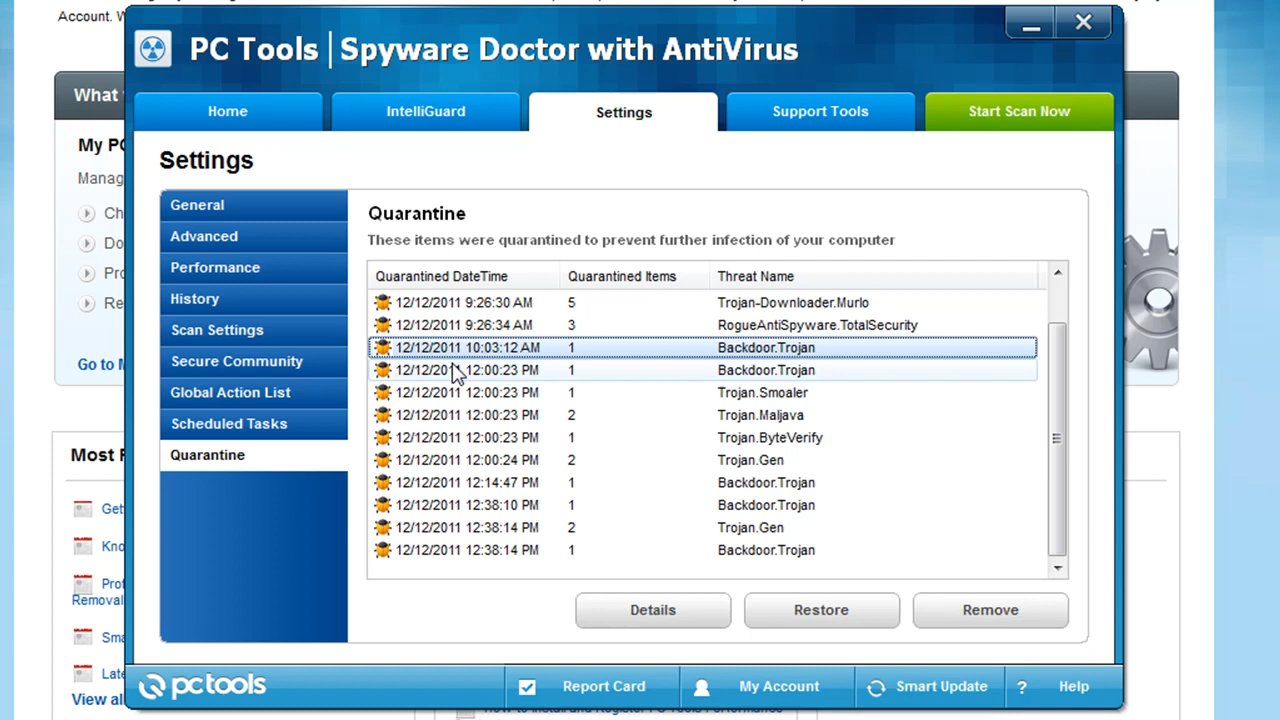 Account. W
PC Tools | Spyware Doctor with AntiVirus
What
Home IntelliGuard Settings Support Tools Start Scan Now
My PC
Settings
Manag
General
Advanced
Performance
History
Scan Settings
Secure Community
Global Action List
Scheduled Tasks
Quarantine
Ch
Do
Pro
Re
Go to M
Quarantine
These items were quarantined to prevent further infection of your computer
Quarantined DateTime Quarantined Items Threat Name
12/12/2011 9:26:30 AM 5 Trojan-Downloader.Murlo
12/12/2011 9:26:34 AM 3 RogueAntiSpyware.TotalSecurity
12/12/2011 10:03:12 AM 1 Backdoor.Trojan
12/12/2011 12:00:23 PM 1 Backdoor.Trojan
12/12/2011 12:00:23 PM 1 Trojan.Smoaler
12/12/2011 12:00:23 PM 2 Trojan.Maljava
12/12/2011 12:00:23 PM 1 Trojan.ByteVerify
12/12/2011 12:00:24 PM 2 Trojan.Gen
12/12/2011 12:14:47 PM 1 Backdoor.Trojan
12/12/2011 12:38:10 PM 1 Backdoor.Trojan
12/12/2011 12:38:14 PM 2 Trojan.Gen
12/12/2011 12:38:14 PM 1 Backdoor.Trojan
Details Restore Remove
Most F
Get
Kno
Prof
Removal
Sma
Late
View all
pctools Report Card My Account Smart Update ? Help